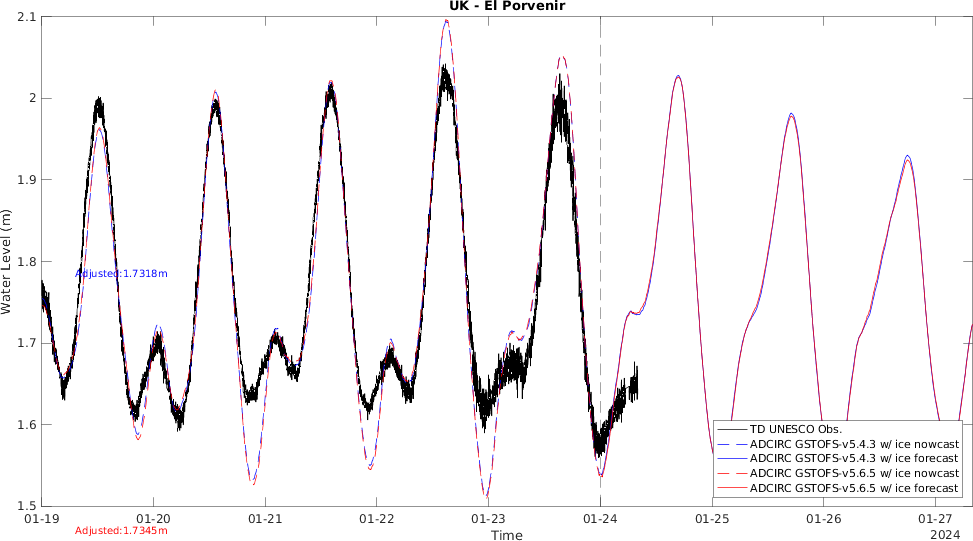 UK - El Porvenir
2.1
2
1.9
1.8
1.7
1.6
1.5
Water Level (m)
Adjusted:1.7318m
Adjusted:1.7345m
TD UNESCO Obs.
ADCIRC GSTOFS-v5.4.3 w/ ice nowcast
ADCIRC GSTOFS-v5.4.3 w/ ice forecast
ADCIRC GSTOFS-v5.6.5 w/ ice nowcast
ADCIRC GSTOFS-v5.6.5 w/ ice forecast
01-19 01-20 01-21 01-22 01-23 01-24 01-25 01-26 01-27
Time
2024